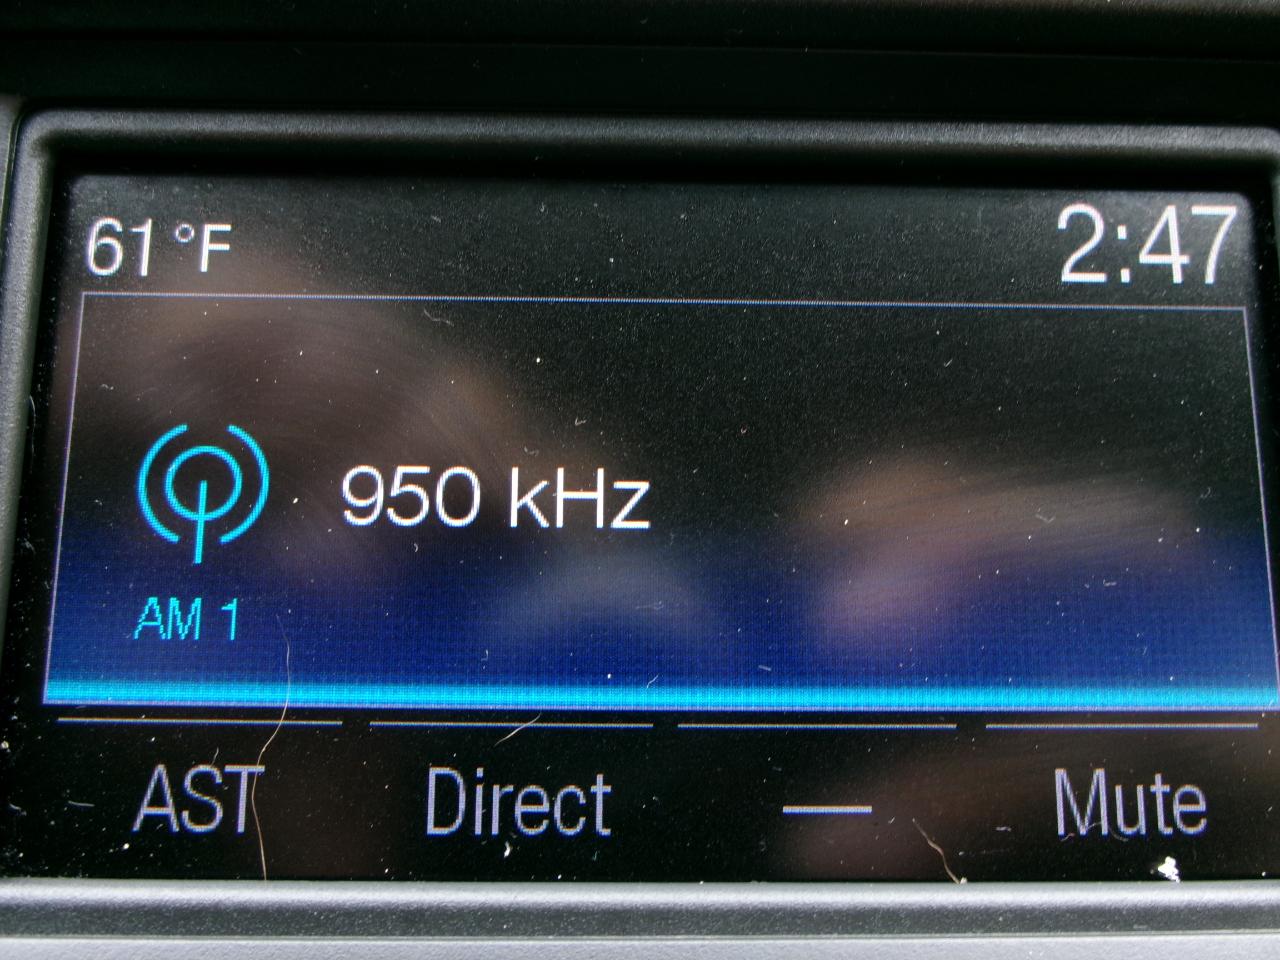 61 °F 2:47
950 kHz
AM 1
AST Direct — Mute